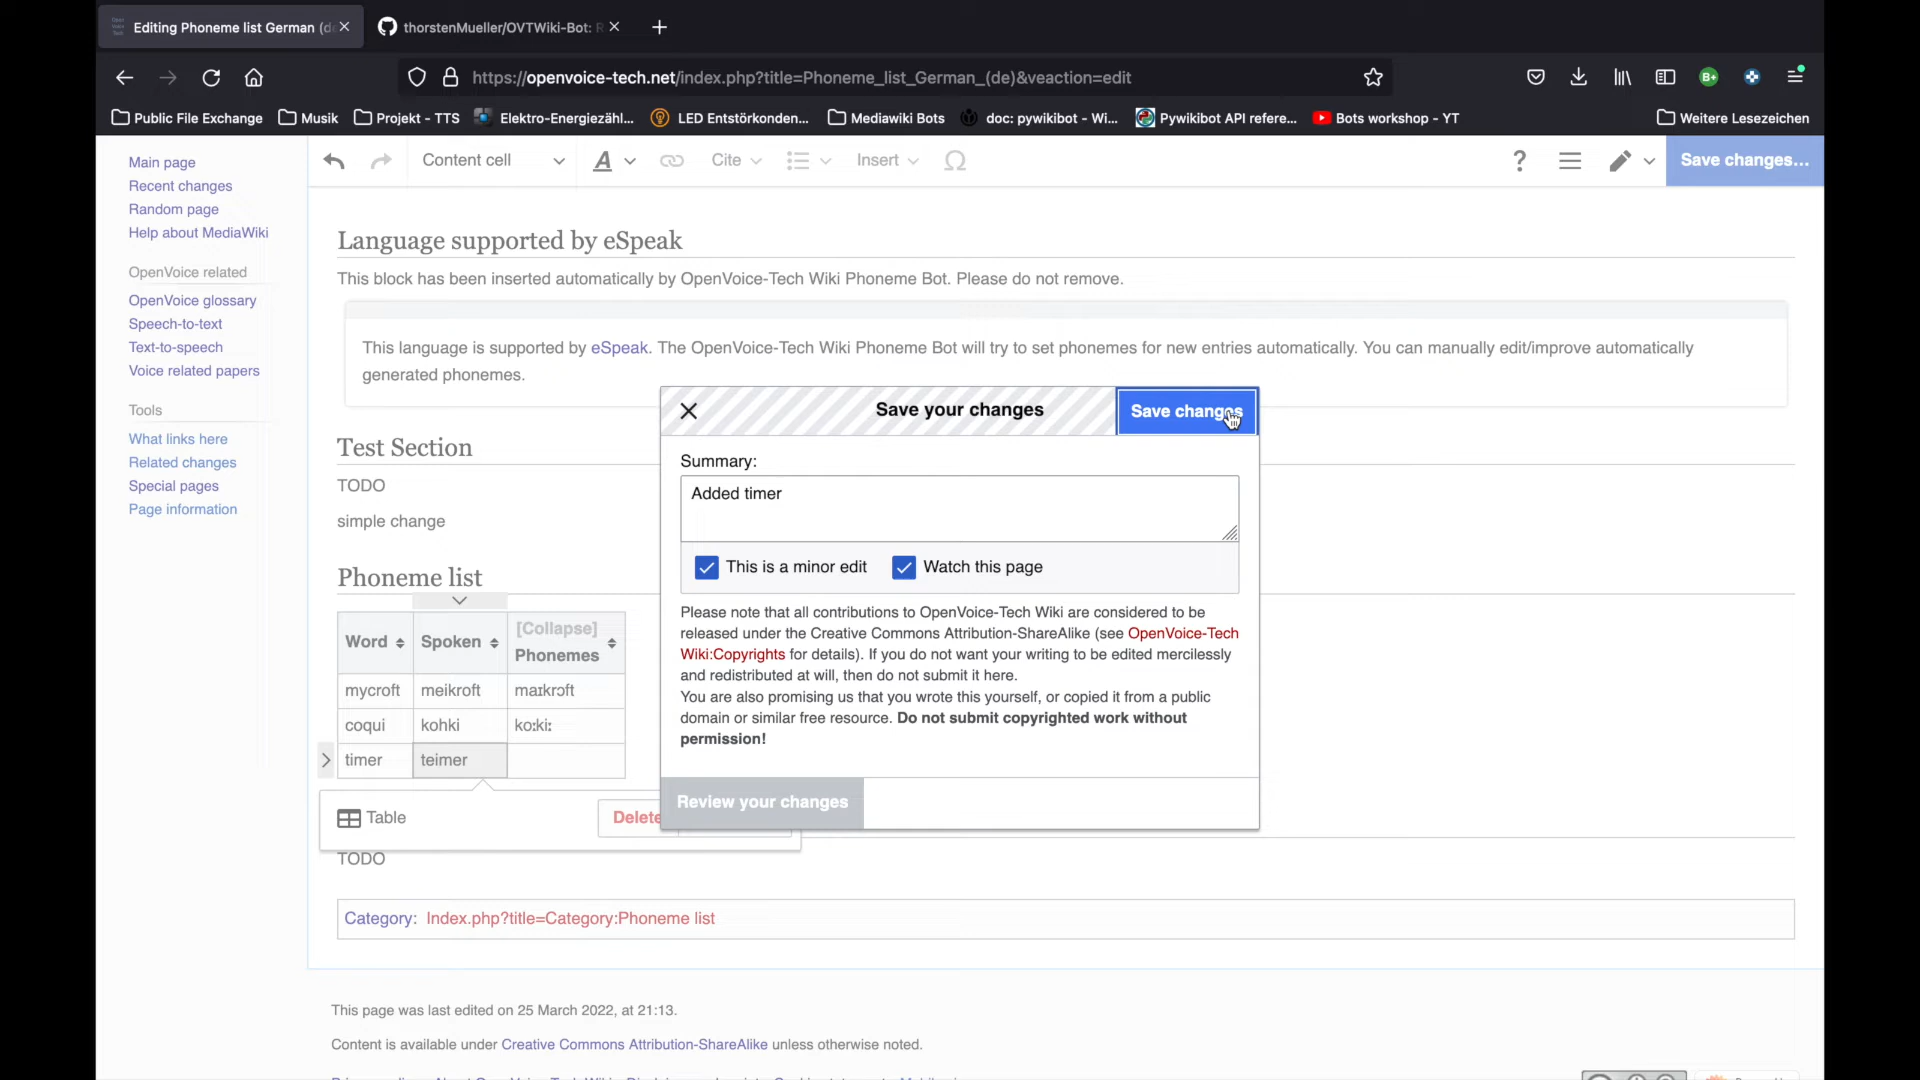 Editing Phoneme list German (de
thorstenMueller/OVTWiki-Bot: R
https://openvoice-tech.net/index.php?title=Phoneme_list_German_(de)&veaction=edit
Public File Exchange
Musik
Projekt - TTS
Elektro-Energiezähl...
LED Entstörkonden...
Mediawiki Bots
doc: pywikibot - Wi...
Pywikibot API refere...
Bots workshop - YT
Weitere Lesezeichen
Content cell
A
Cite
Insert
Ω
?
Save changes...
Main page
Recent changes
Random page
Help about MediaWiki
OpenVoice related
OpenVoice glossary
Speech-to-text
Text-to-speech
Voice related papers
Tools
What links here
Related changes
Special pages
Page information
Language supported by eSpeak
This block has been inserted automatically by OpenVoice-Tech Wiki Phoneme Bot. Please do not remove.
This language is supported by eSpeak. The OpenVoice-Tech Wiki Phoneme Bot will try to set phonemes for new entries automatically. You can manually edit/improve automatically
generated phonemes.
Test Section
TODO
simple change
Phoneme list
Word Spoken [Collapse] Phonemes
mycroft meikroft maɪkrɔft
coqui kohki koːkiː
timer teimer
Table
Delete
TODO
Category: Index.php?title=Category:Phoneme list
Save your changes
Save changes
Summary:
Added timer
This is a minor edit
Watch this page
Please note that all contributions to OpenVoice-Tech Wiki are considered to be
released under the Creative Commons Attribution-ShareAlike (see OpenVoice-Tech
Wiki:Copyrights for details). If you do not want your writing to be edited mercilessly
and redistributed at will, then do not submit it here.
You are also promising us that you wrote this yourself, or copied it from a public
domain or similar free resource. Do not submit copyrighted work without
permission!
Review your changes
This page was last edited on 25 March 2022, at 21:13.
Content is available under Creative Commons Attribution-ShareAlike unless otherwise noted.